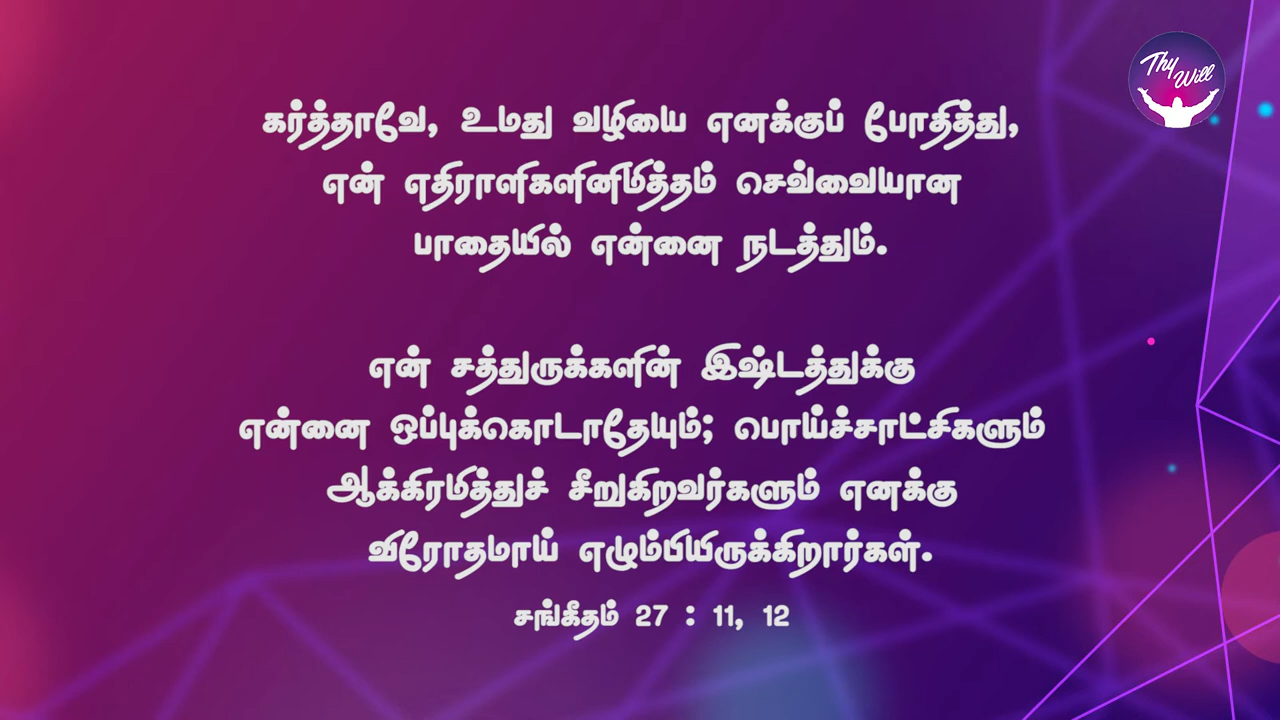 Thy Will
கர்த்தாவே, உமது வழியை எனக்குப் போதித்து,
என் எதிராளிகளினிமித்தம் செவ்வையான
பாதையில் என்னை நடத்தும்.
என் சத்துருக்களின் இஷ்டத்துக்கு
என்னை ஒப்புக்கொடாதேயும்; பொய்ச்சாட்சிகளும்
ஆக்கிரமித்துச் சீறுகிறவர்களும் எனக்கு
விரோதமாய் எழும்பியிருக்கிறார்கள்.
சங்கீதம் 27 : 11, 12